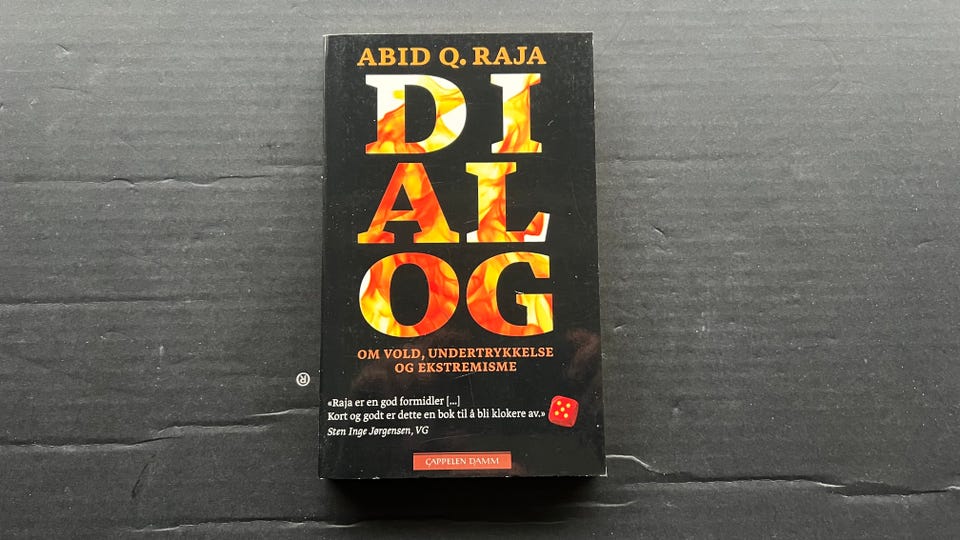 ABID Q. RAJA
DI
AL
OG
OM VOLD, UNDERTRYKKELSE
OG EKSTREMISME
®
«Raja er en god formidler [...]
Kort og godt er dette en bok til å bli klokere av.»
Sten Inge Jørgensen, VG
CAPPELEN DAMM